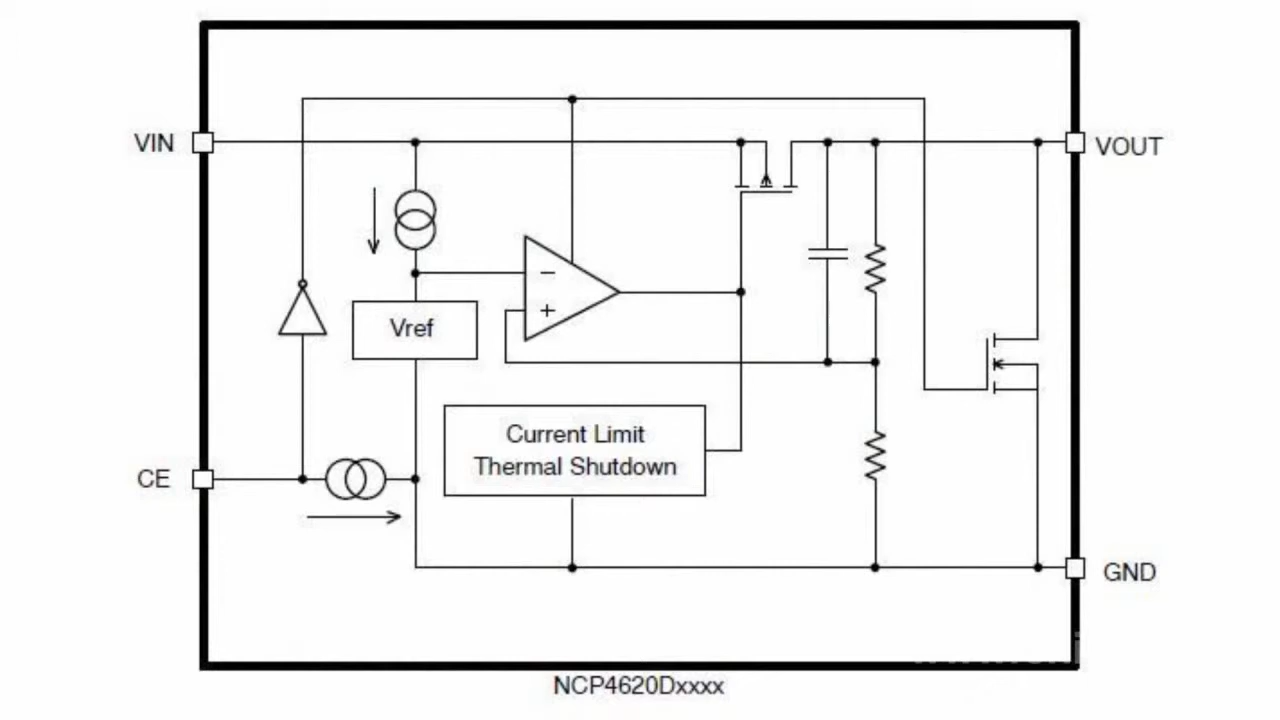 VIN
VOUT
−
+
Vref
Current Limit
Thermal Shutdown
CE
GND
NCP4620Dxxxx